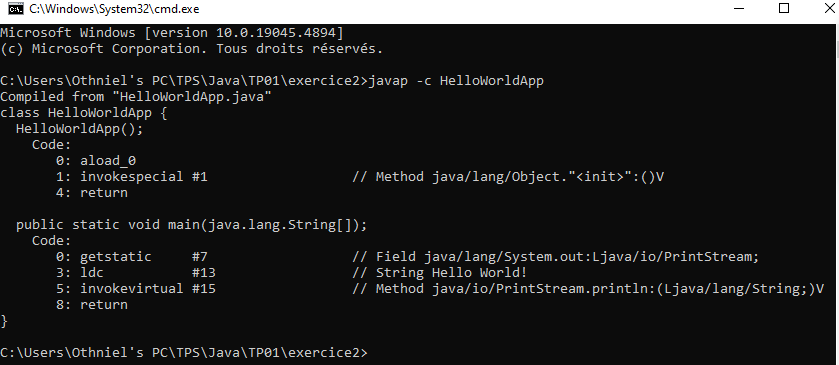 C:\Windows\System32\cmd.exe
Microsoft Windows [version 10.0.19045.4894]
(c) Microsoft Corporation. Tous droits réservés.

C:\Users\Othniel's PC\TPS\Java\TP01\exercice2>javap -c HelloWorldApp
Compiled from "HelloWorldApp.java"
class HelloWorldApp {
  HelloWorldApp();
    Code:
       0: aload_0
       1: invokespecial #1                  // Method java/lang/Object."<init>":()V
       4: return

  public static void main(java.lang.String[]);
    Code:
       0: getstatic     #7                  // Field java/lang/System.out:Ljava/io/PrintStream;
       3: ldc           #13                 // String Hello World!
       5: invokevirtual #15                 // Method java/io/PrintStream.println:(Ljava/lang/String;)V
       8: return
}

C:\Users\Othniel's PC\TPS\Java\TP01\exercice2>